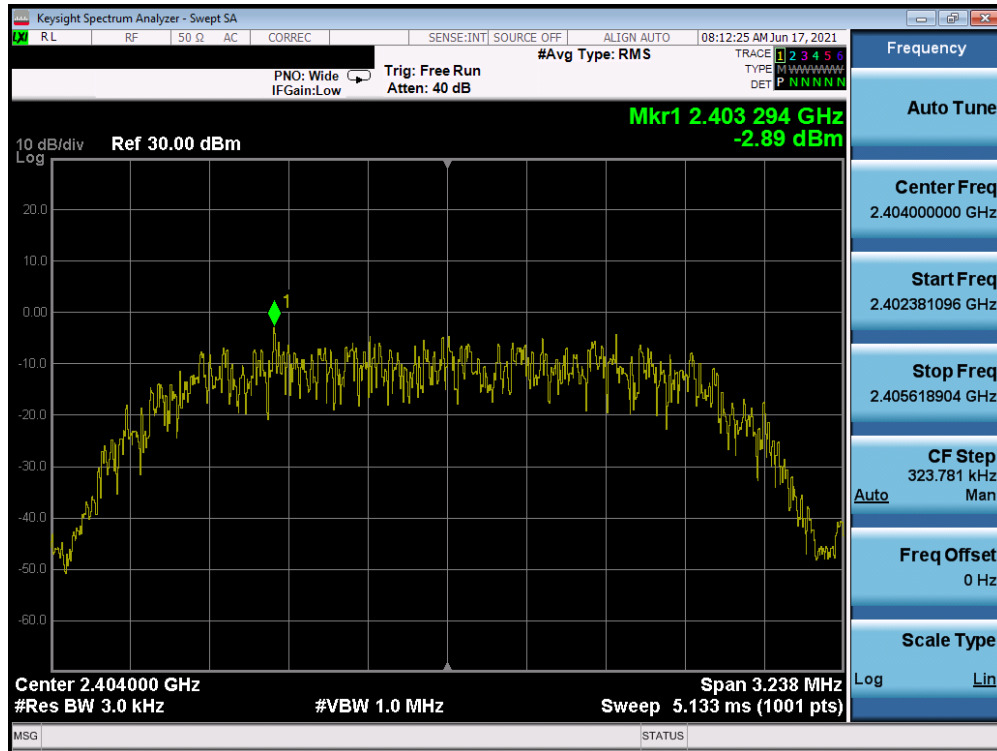 Keysight Spectrum Analyzer - Swept SA
LXI RL RF 50 Ω AC CORREC SENSE:INT SOURCE OFF ALIGN AUTO 08:12:25 AM Jun 17, 2021
#Avg Type: RMS
TRACE 1 2 3 4 5 6
PNO: Wide Trig: Free Run
TYPE M W W W W W
IFGain:Low Atten: 40 dB
DET P N N N N N
Mkr1 2.403 294 GHz
-2.89 dBm
10 dB/div Ref 30.00 dBm
Log
20.0
10.0
0.00
-10.0
-20.0
-30.0
-40.0
-50.0
-60.0
1
Center 2.404000 GHz Span 3.238 MHz
#Res BW 3.0 kHz #VBW 1.0 MHz Sweep 5.133 ms (1001 pts)
MSG STATUS
Frequency
Auto Tune
Center Freq
2.404000000 GHz
Start Freq
2.402381096 GHz
Stop Freq
2.405618904 GHz
CF Step
323.781 kHz
Auto Man
Freq Offset
0 Hz
Scale Type
Log Lin